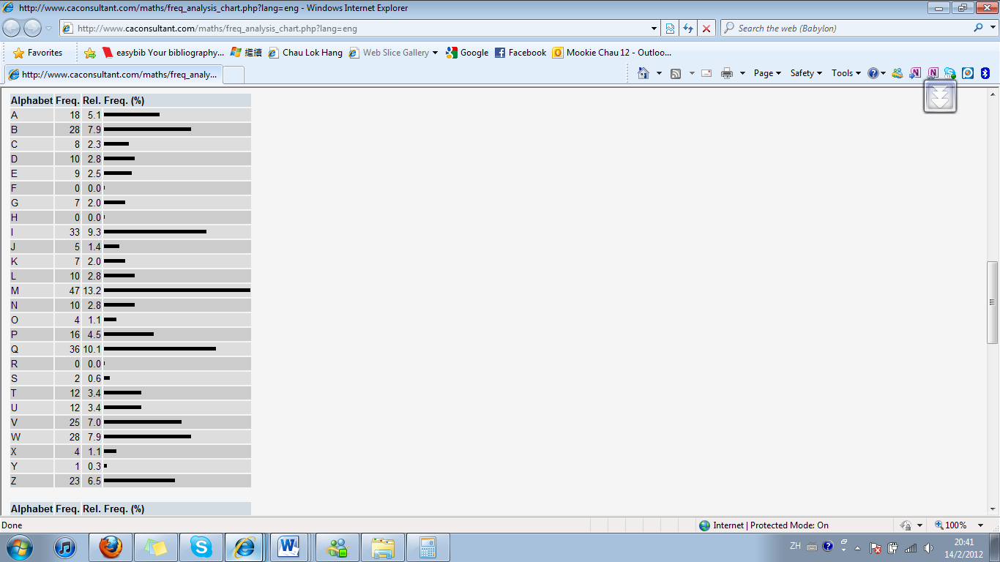 http://www.caconsultant.com/maths/freq_analysis_chart.php?lang=eng - Windows Internet Explorer
http://www.caconsultant.com/maths/freq_analysis_chart.php?lang=eng
Search the web (Babylon)
Favorites easybib Your bibliography... 繼續 Chau Lok Hang Web Slice Gallery Google Facebook Mookie Chau 12 - Outloo...
http://www.caconsultant.com/maths/freq_analy... Page Safety Tools
Alphabet Freq. Rel. Freq. (%)
A 18 5.1
B 28 7.9
C 8 2.3
D 10 2.8
E 9 2.5
F 0 0.0
G 7 2.0
H 0 0.0
I 33 9.3
J 5 1.4
K 7 2.0
L 10 2.8
M 47 13.2
N 10 2.8
O 4 1.1
P 16 4.5
Q 36 10.1
R 0 0.0
S 2 0.6
T 12 3.4
U 12 3.4
V 25 7.0
W 28 7.9
X 4 1.1
Y 1 0.3
Z 23 6.5
Alphabet Freq. Rel. Freq. (%)
Done Internet | Protected Mode: On 100%
ZH 20:41
14/2/2012